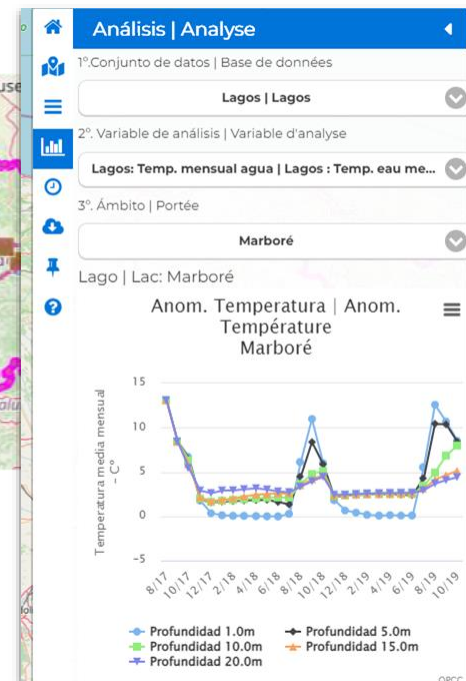 Análisis | Analyse
1º.Conjunto de datos | Base de données
Lagos | Lagos
2º. Variable de análisis | Variable d'analyse
Lagos: Temp. mensual agua | Lagos : Temp. eau me...
3º. Ámbito | Portée
Marboré
Lago | Lac: Marboré
Anom. Temperatura | Anom.
Température
Marboré
Temperatura media mensual
- Cº
15
10
5
0
-5
8/17
10/17
12/17
2/18
4/18
6/18
8/18
10/18
12/18
2/19
4/19
6/19
8/19
10/19
Profundidad 1.0m
Profundidad 5.0m
Profundidad 10.0m
Profundidad 15.0m
Profundidad 20.0m
OPCC